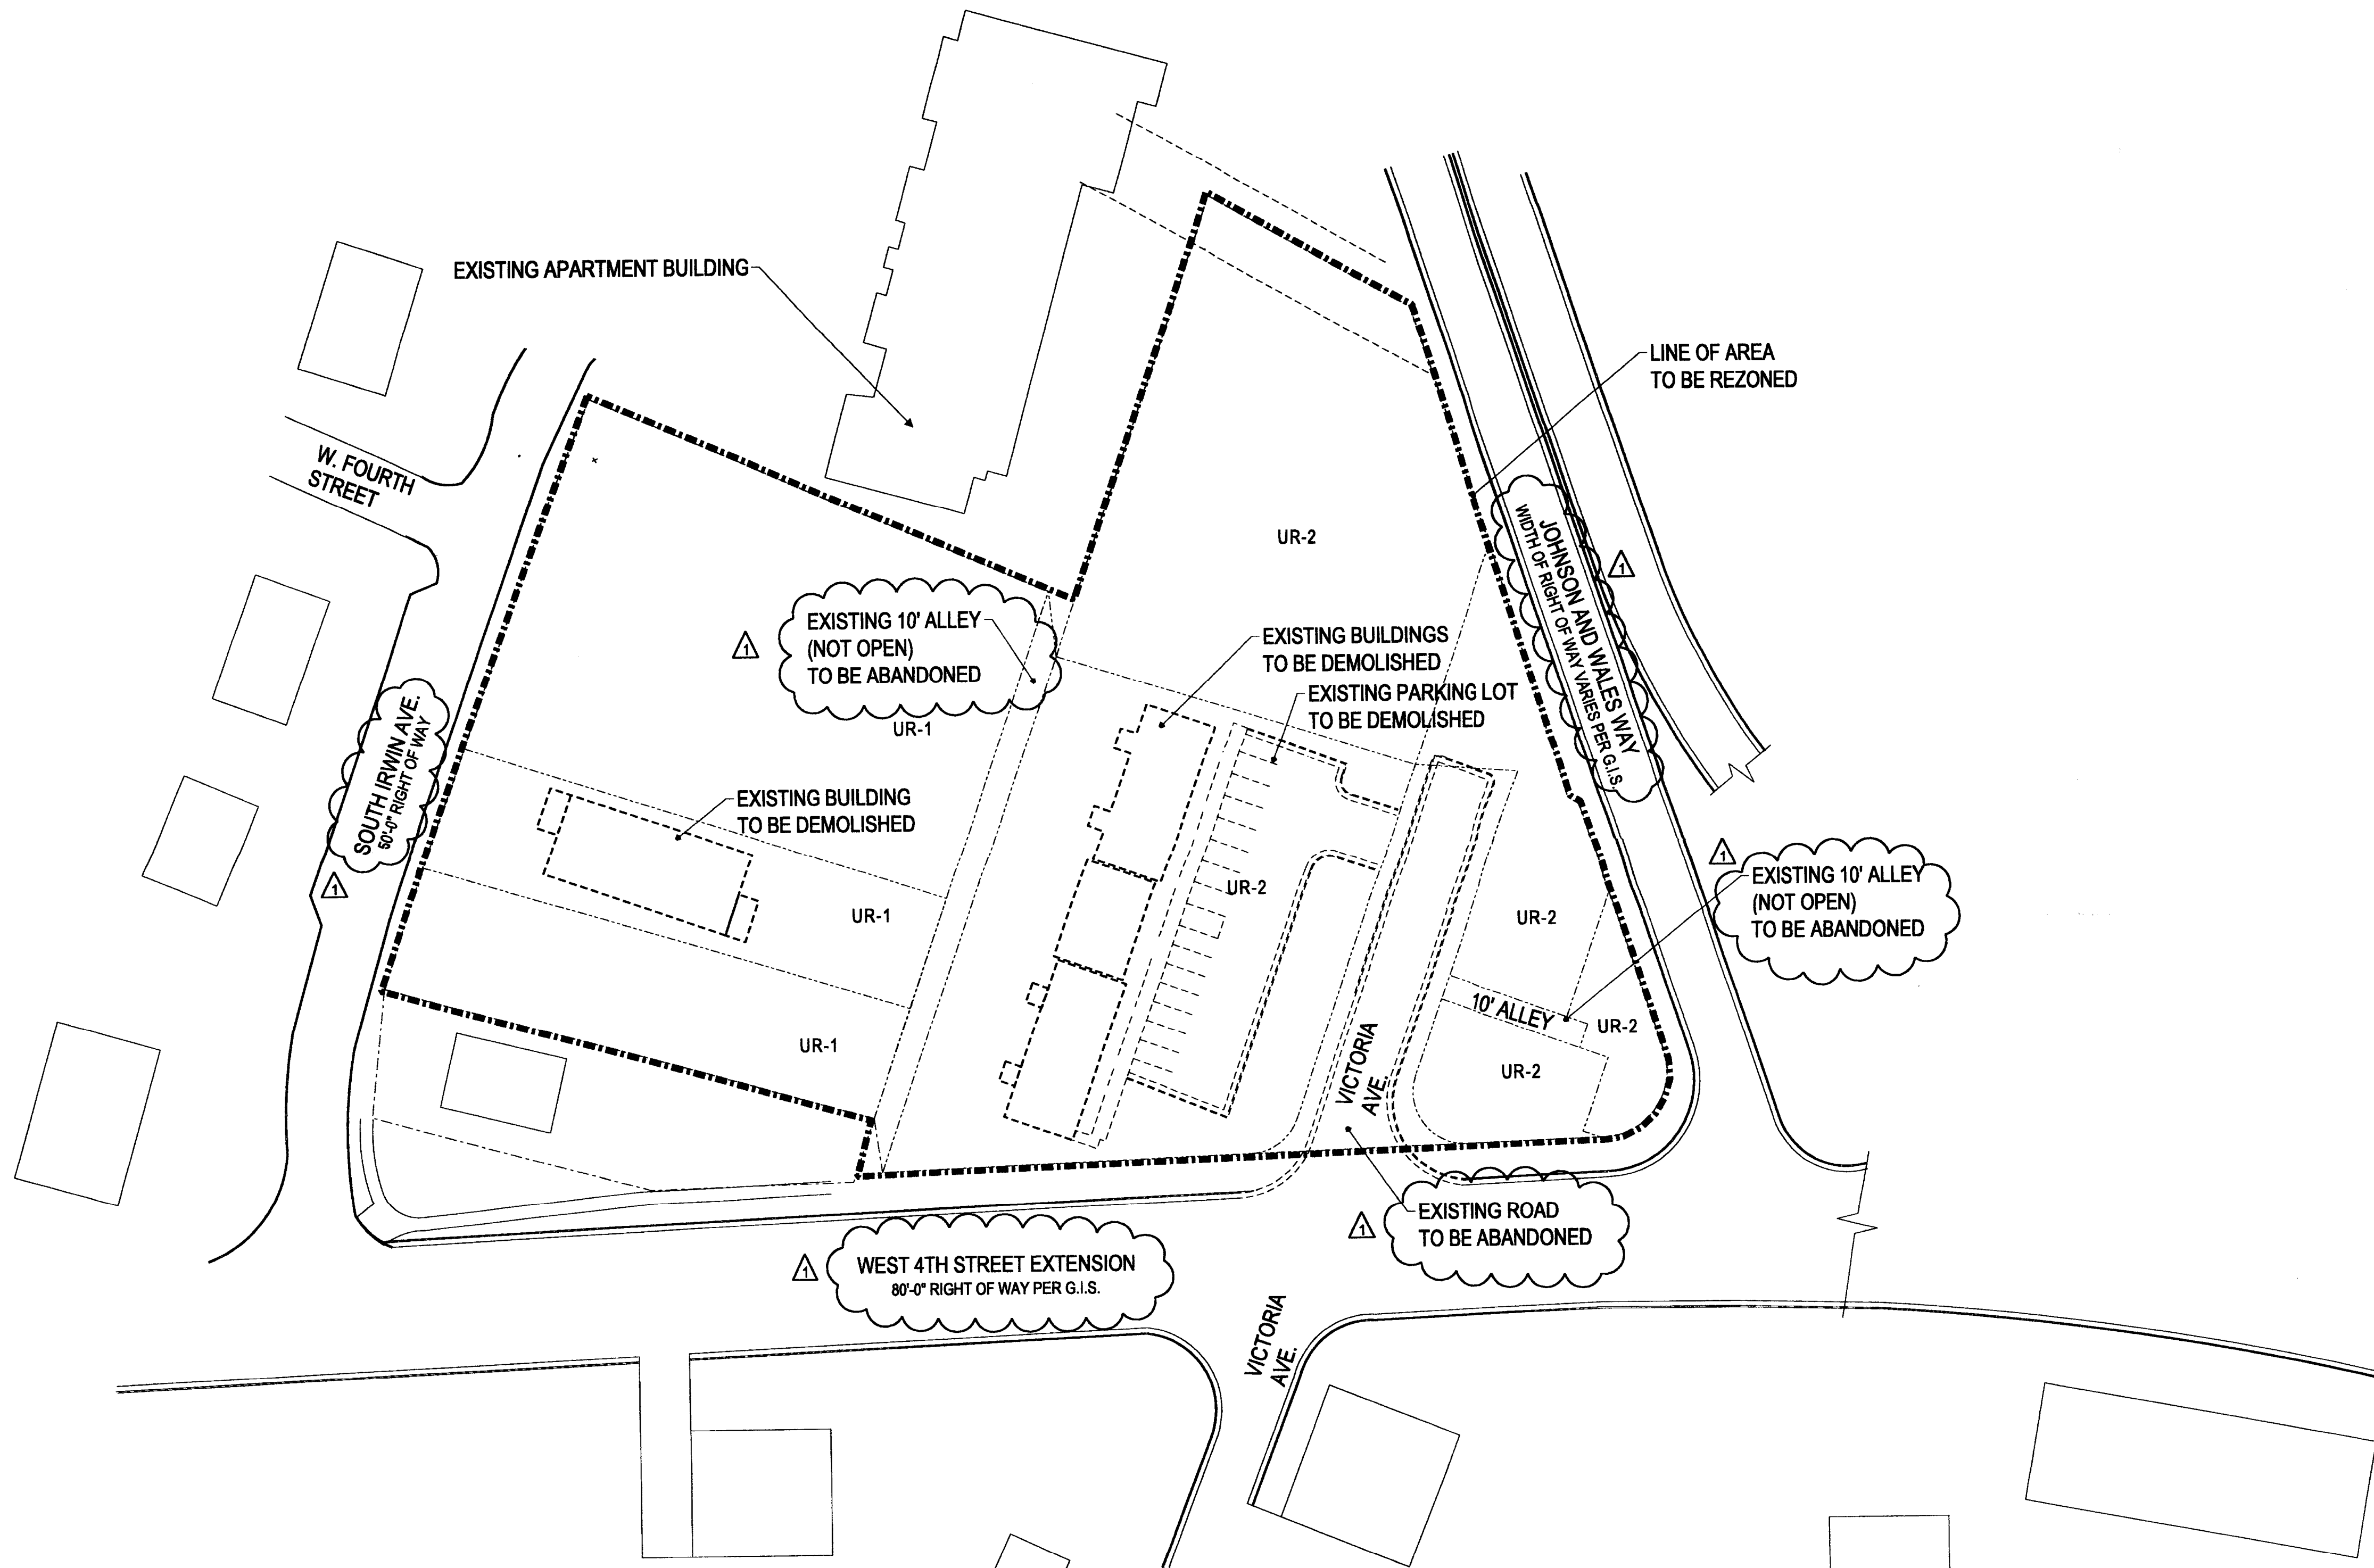 EXISTING APARTMENT BUILDING
LINE OF AREA
TO BE REZONED
W. FOURTH
STREET
UR-2
JOHNSON AND WALES WAY
WIDTH OF RIGHT OF WAY VARIES PER G.I.S.
1
1
EXISTING 10' ALLEY
(NOT OPEN)
TO BE ABANDONED
EXISTING BUILDINGS
TO BE DEMOLISHED
EXISTING PARKING LOT
TO BE DEMOLISHED
UR-1
SOUTH IRWIN AVE.
50'-0" RIGHT OF WAY
1
EXISTING BUILDING
TO BE DEMOLISHED
1
EXISTING 10' ALLEY
(NOT OPEN)
TO BE ABANDONED
UR-2
UR-1
UR-2
10' ALLEY
UR-2
UR-1
UR-2
VICTORIA
AVE.
1
EXISTING ROAD
TO BE ABANDONED
1
WEST 4TH STREET EXTENSION
80'-0" RIGHT OF WAY PER G.I.S.
VICTORIA
AVE.